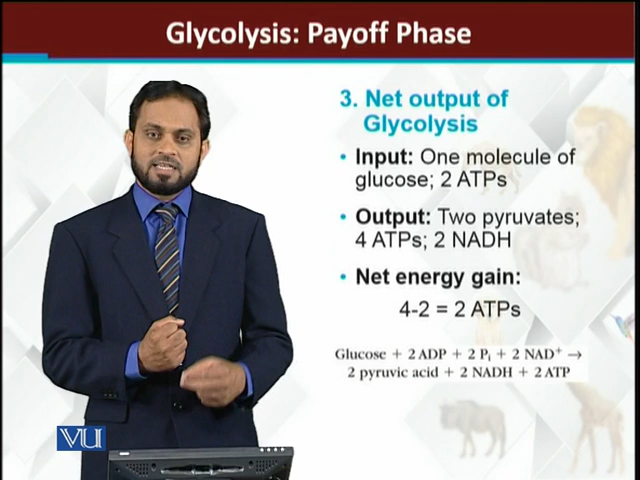 Glycolysis: Payoff Phase
3. Net output of
Glycolysis
• Input: One molecule of
glucose; 2 ATPs
• Output: Two pyruvates;
4 ATPs; 2 NADH
• Net energy gain:
4-2 = 2 ATPs
Glucose + 2 ADP + 2 Pᵢ + 2 NAD⁺ →
2 pyruvic acid + 2 NADH + 2 ATP
VU